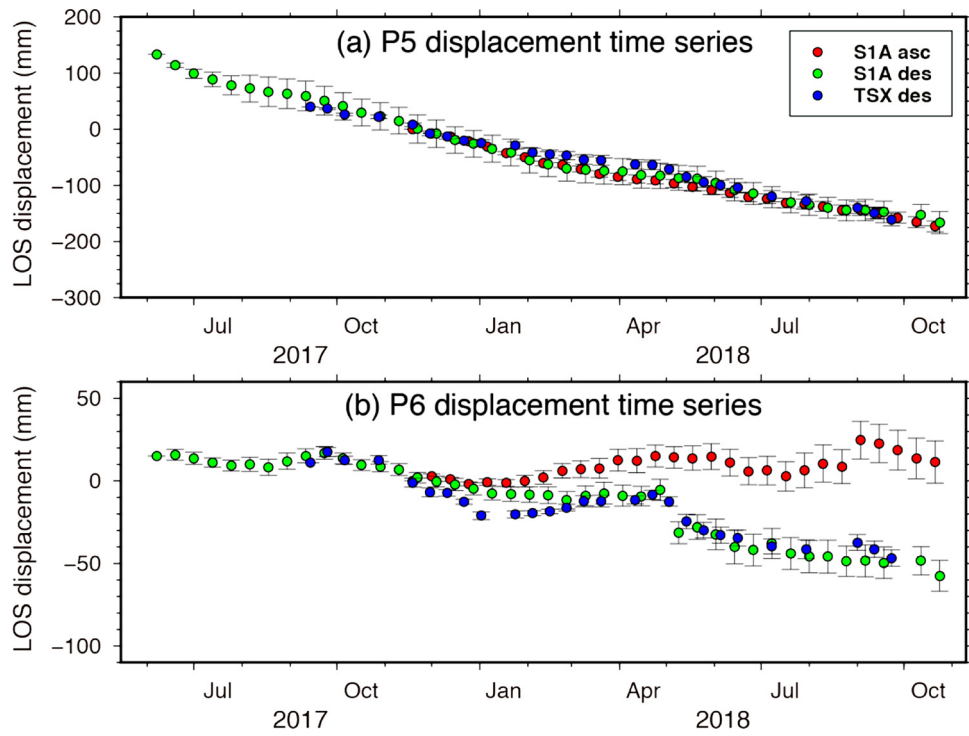 (a) P5 displacement time series
S1A asc
S1A des
TSX des
LOS displacement (mm)
200
100
0
−100
−200
−300
Jul Oct Jan Apr Jul Oct
2017 2018
(b) P6 displacement time series
LOS displacement (mm)
50
0
−50
−100
Jul Oct Jan Apr Jul Oct
2017 2018